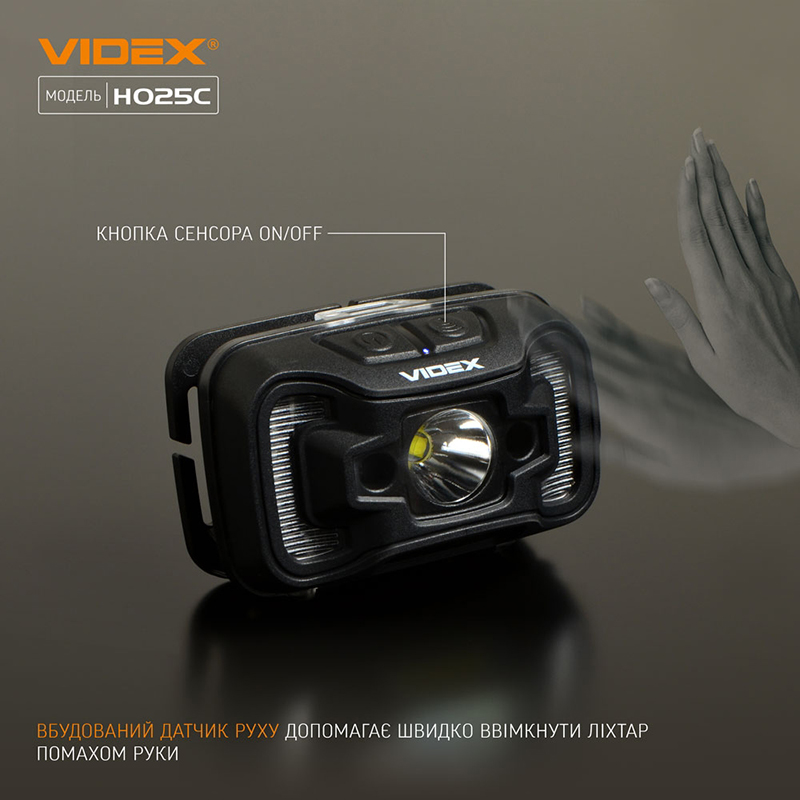 VIDEX®
МОДЕЛЬ | H025C
КНОПКА СЕНСОРА ON/OFF
VIDEX
ВБУДОВАНИЙ ДАТЧИК РУХУ ДОПОМАГАЄ ШВИДКО ВВІМКНУТИ ЛІХТАР
ПОМАХОМ РУКИ